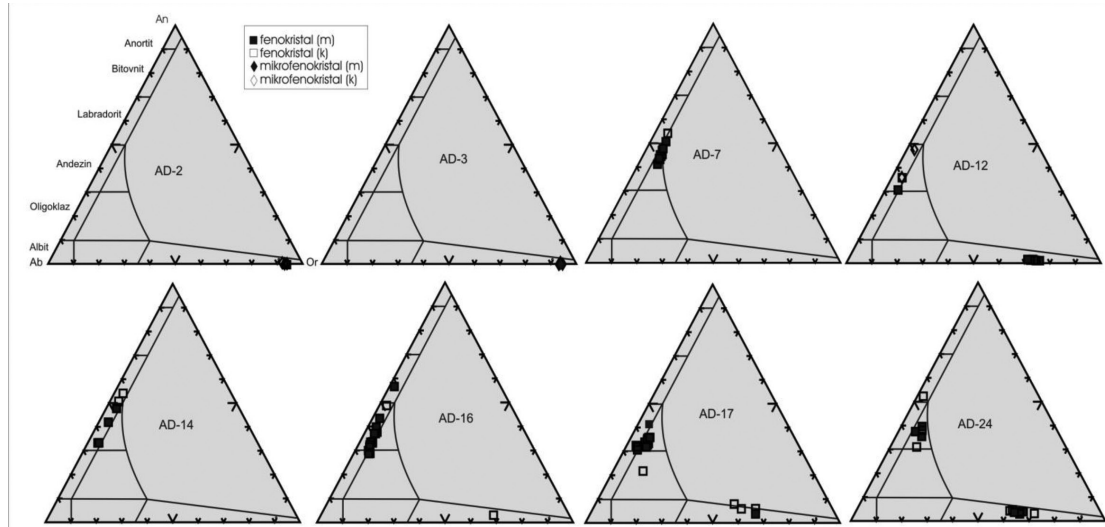 An
Anortit
Bitovnit
Labradorit
Andezin
Oligoklaz
Albit
Ab
Or
fenokristal (m)
fenokristal (k)
mikrofenokristal (m)
mikrofenokristal (k)
AD-2
AD-3
AD-7
AD-12
AD-14
AD-16
AD-17
AD-24